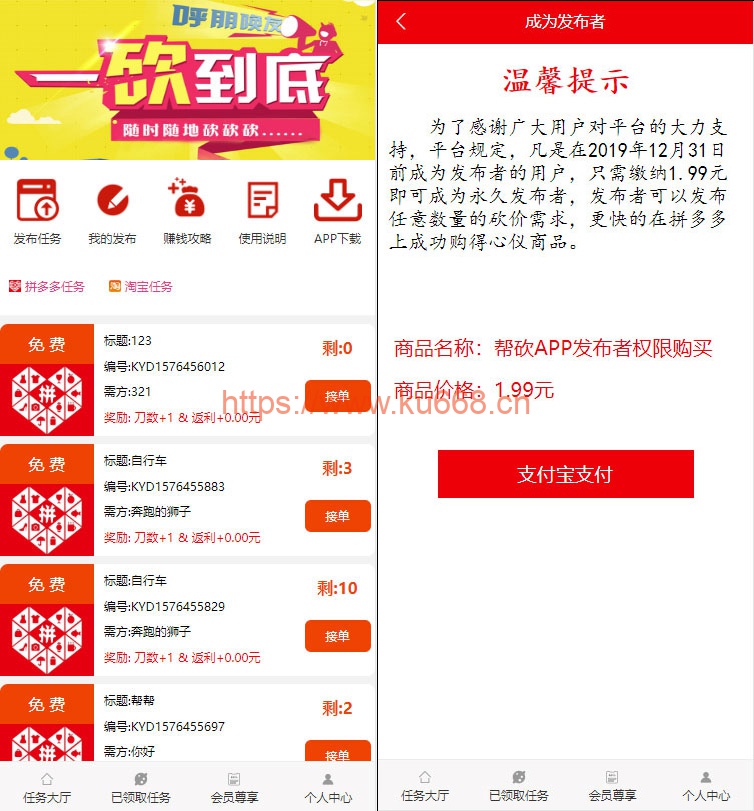 呼朋唤友
一砍到底
随时随地砍砍砍......
发布任务
我的发布
赚钱攻略
使用说明
APP下载
拼多多任务
淘宝任务
免费
标题:123
编号:KYD1576456012
需方:321
奖励: 刀数+1 & 返利+0.00元
剩:0
接单
拼
免费
标题:自行车
编号:KYD1576455883
需方:奔跑的狮子
奖励: 刀数+1 & 返利+0.00元
剩:3
接单
拼
免费
标题:自行车
编号:KYD1576455829
需方:奔跑的狮子
奖励: 刀数+1 & 返利+0.00元
剩:10
接单
拼
免费
标题:帮帮
编号:KYD1576455697
需方:你好
剩:2
接单
任务大厅
已领取任务
会员尊享
个人中心
成为发布者
温馨提示
为了感谢广大用户对平台的大力支
持，平台规定，凡是在2019年12月31日
前成为发布者的用户，只需缴纳1.99元
即可成为永久发布者，发布者可以发布
任意数量的砍价需求，更快的在拼多多
上成功购得心仪商品。
商品名称：帮砍APP发布者权限购买
商品价格：1.99元
支付宝支付
任务大厅
已领取任务
会员尊享
个人中心
https://www.ku668.cn